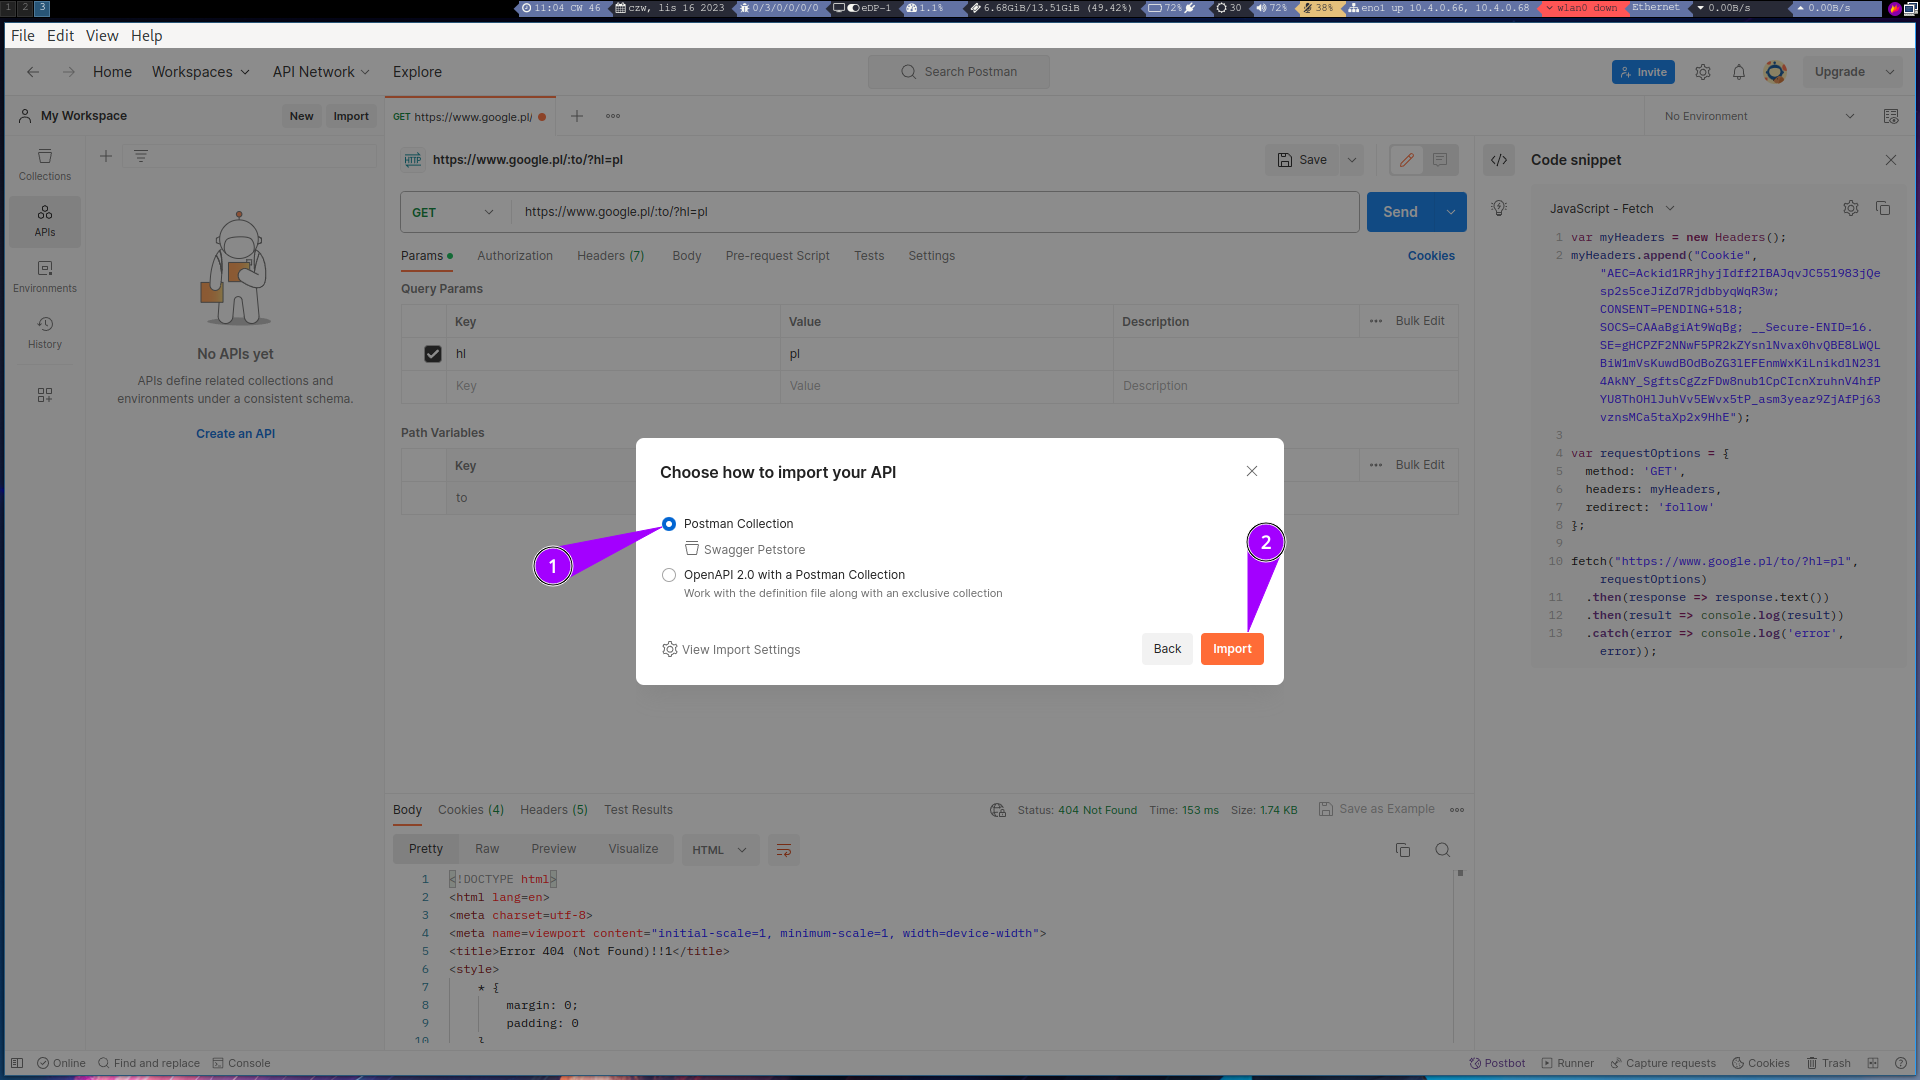 1 2 3 11:04 CW 46 czw, lis 16 2023 0/3/0/0/0/0 eDP-1 1.1% 6.68GiB/13.51GiB (49.42%) 72% 30 72% 38% eno1 up 10.4.0.66, 10.4.0.68 wlan0 down Ethernet 0.00B/s 0.00B/s
File Edit View Help
Home Workspaces API Network Explore Search Postman Invite Upgrade
My Workspace New Import GET https://www.google.pl/ No Environment
Collections
APIs
Environments
History
No APIs yet
APIs define related collections and
environments under a consistent schema.
Create an API
HTTP https://www.google.pl/:to/?hl=pl Save
GET https://www.google.pl/:to/?hl=pl Send
Params Authorization Headers (7) Body Pre-request Script Tests Settings Cookies
Query Params
Key Value Description Bulk Edit
hl pl
Key Value Description
Path Variables
Key Bulk Edit
to
Choose how to import your API
Postman Collection
Swagger Petstore
OpenAPI 2.0 with a Postman Collection
Work with the definition file along with an exclusive collection
View Import Settings Back Import
1
2
Code snippet
JavaScript - Fetch
1 var myHeaders = new Headers();
2 myHeaders.append("Cookie",
"AEC=Ackid1RRjhyjIdff2IBAJqvJC551983jQe
sp2s5ceJiZd7RjdbbyqWqR3w;
CONSENT=PENDING+518;
SOCS=CAAaBgiAt9WqBg; __Secure-ENID=16.
SE=gHCPZF2NNwF5PR2kZYsnlNvax0hvQBE8LWQL
BiW1mVsKuwdBOdBoZG3lEFEnmWxKiLnikdlN231
4AkNY_SgftsCgZzFDw8nub1CpCIcnXruhnV4hfP
YU8ThOHlJuhVv5EWvx5tP_asm3yeaz9ZjAfPj63
vznsMCa5taXp2x9HhE");
3
4 var requestOptions = {
5 method: 'GET',
6 headers: myHeaders,
7 redirect: 'follow'
8 };
9
10 fetch("https://www.google.pl/to/?hl=pl",
requestOptions)
11 .then(response => response.text())
12 .then(result => console.log(result))
13 .catch(error => console.log('error',
error));
Body Cookies (4) Headers (5) Test Results Status: 404 Not Found Time: 153 ms Size: 1.74 KB Save as Example
Pretty Raw Preview Visualize HTML
1 <!DOCTYPE html>
2 <html lang=en>
3 <meta charset=utf-8>
4 <meta name=viewport content="initial-scale=1, minimum-scale=1, width=device-width">
5 <title>Error 404 (Not Found)!!1</title>
6 <style>
7 * {
8 margin: 0;
9 padding: 0
10 }
Online Find and replace Console Postbot Runner Capture requests Cookies Trash